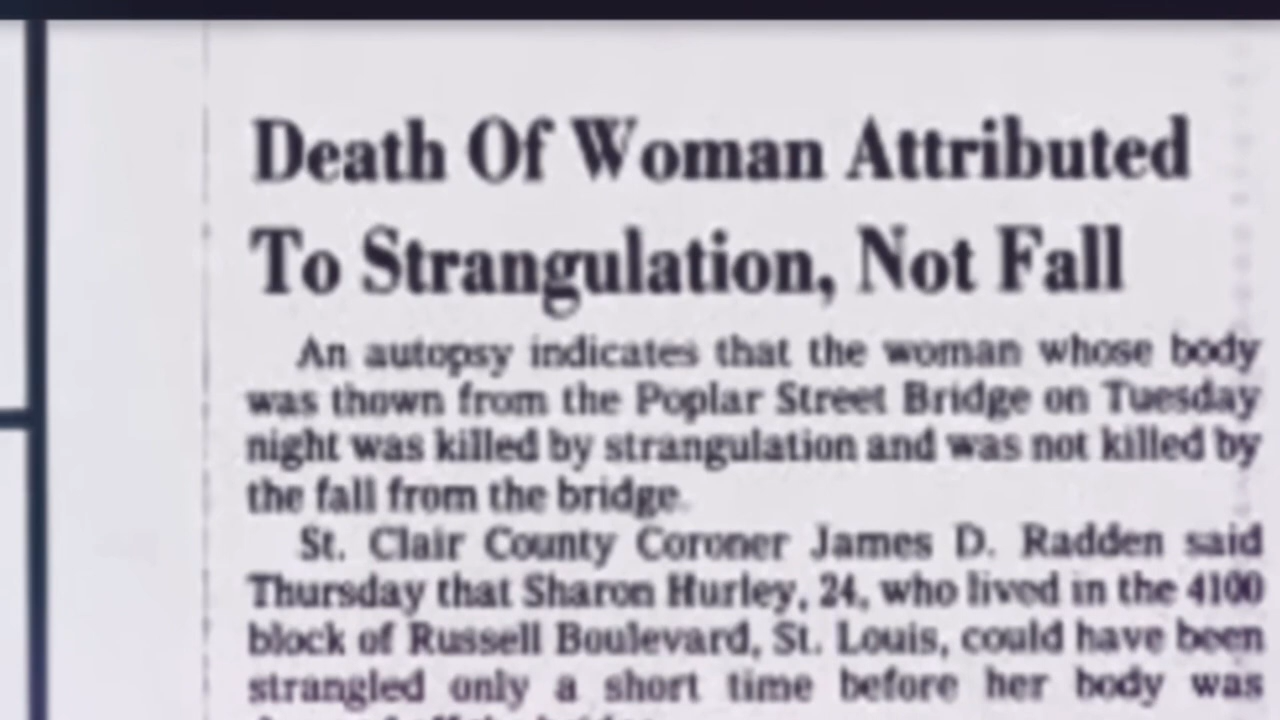 Death Of Woman Attributed
To Strangulation, Not Fall
An autopsy indicates that the woman whose body
was thown from the Poplar Street Bridge on Tuesday
night was killed by strangulation and was not killed by
the fall from the bridge.
St. Clair County Coroner James D. Radden said
Thursday that Sharon Hurley, 24, who lived in the 4100
block of Russell Boulevard, St. Louis, could have been
strangled only a short time before her body was